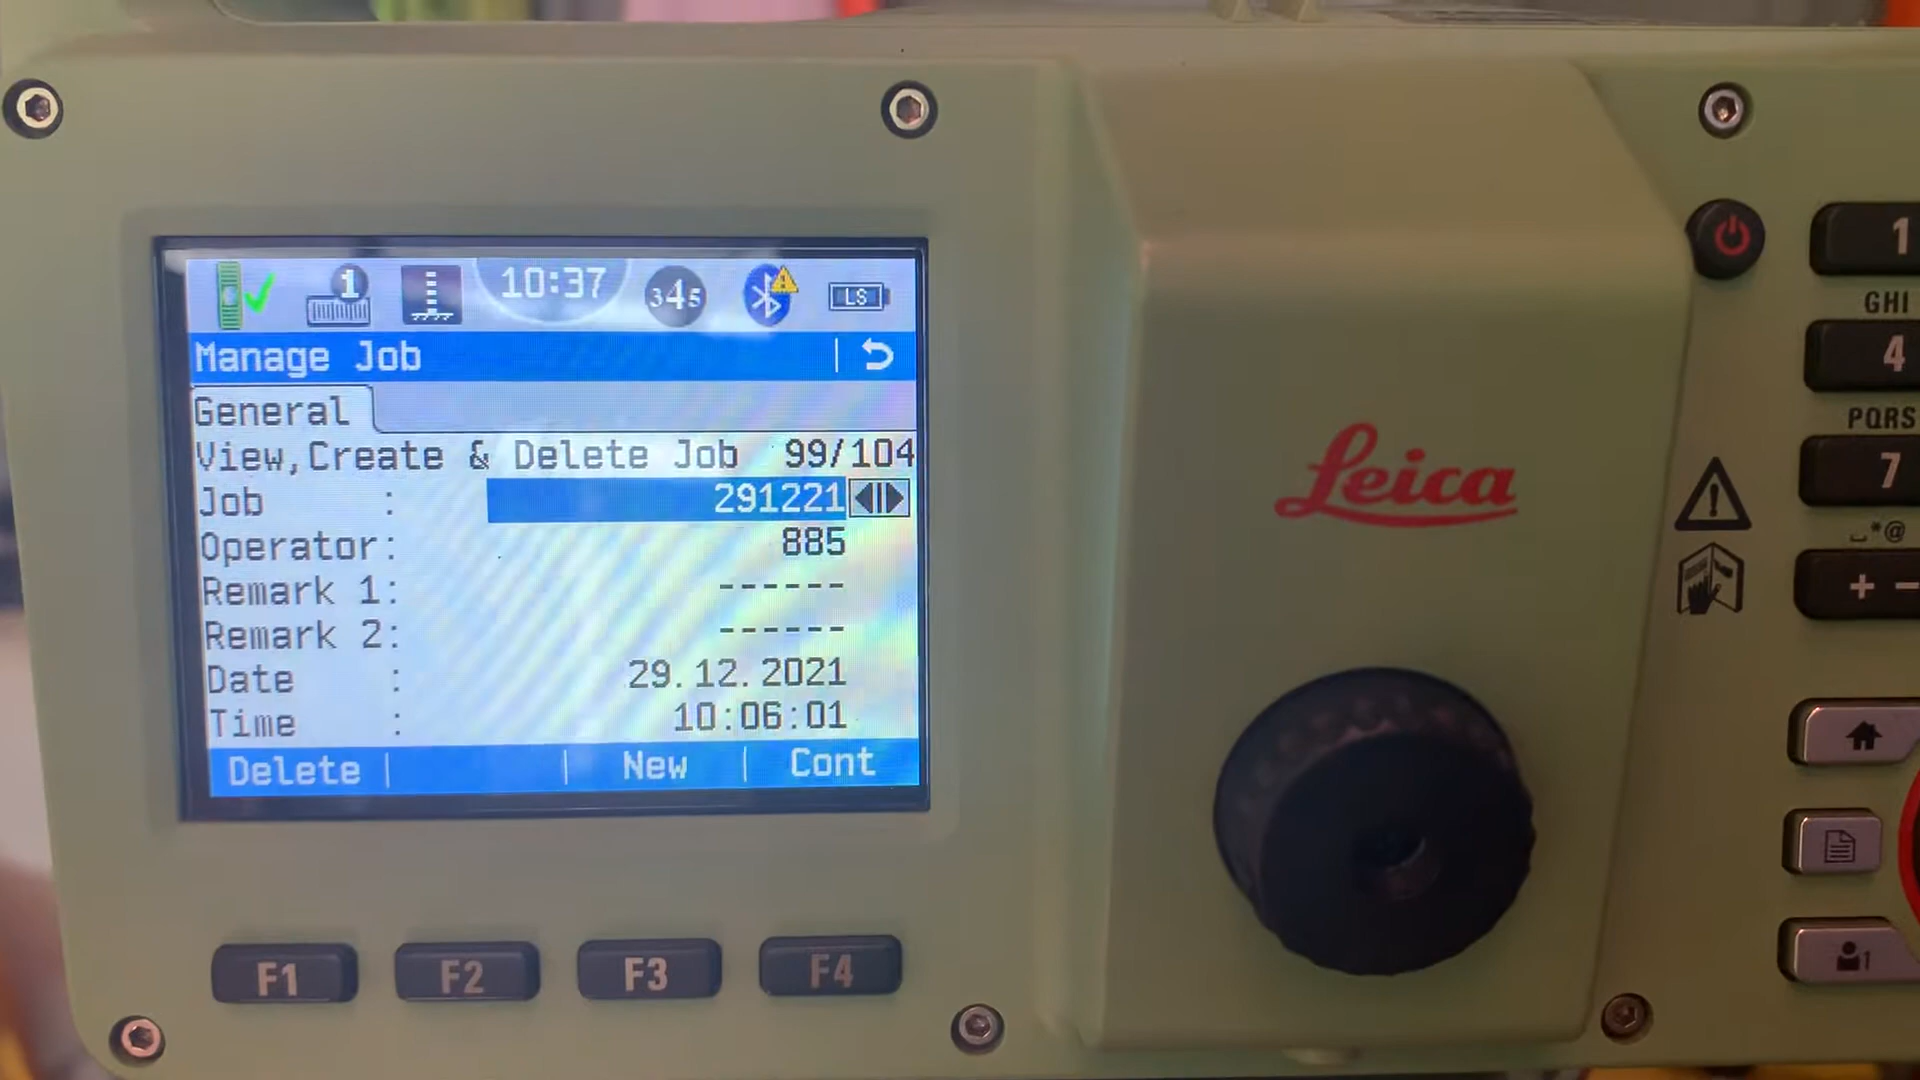 1 10:37 345 LS
Manage Job
General
View,Create & Delete Job 99/104
Job : 291221
Operator: 885
Remark 1: ------
Remark 2: ------
Date : 29.12.2021
Time : 10:06:01
Delete | | New | Cont
F1 F2 F3 F4
Leica
1
GHI
4
PQRS
7
*@
+ -
1